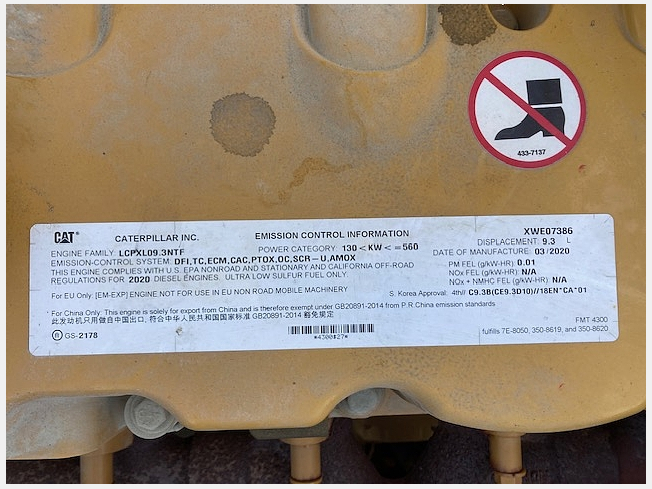 433-7137
CAT CATERPILLAR INC. EMISSION CONTROL INFORMATION XWE07386
ENGINE FAMILY: LCPXL09.3NTF POWER CATEGORY: 130<KW<=560 DISPLACEMENT: 9.3 L
EMISSION-CONTROL SYSTEM: DFI,TC,ECM,CAC,PTOX,OC,SCR-U,AMOX DATE OF MANUFACTURE: 03/2020
THIS ENGINE COMPLIES WITH U.S. EPA NONROAD AND STATIONARY AND CALIFORNIA OFF-ROAD PM FEL (g/kW-HR): 0.01
REGULATIONS FOR 2020 DIESEL ENGINES. ULTRA LOW SULFUR FUEL ONLY. NOx FEL (g/kW-HR): N/A
NOx + NMHC FEL (g/kW-HR): N/A
For EU Only: [EM-EXP] ENGINE NOT FOR USE IN EU NON ROAD MOBILE MACHINERY S. Korea Approval: 4th// C9.3B(CE9.3D10)//18EN*CA*01
For China Only: This engine is solely for export from China and is therefore exempt under GB20891-2014 from P.R.China emission standards
此发动机只用做自中国出口, 符合中华人民共和国国家标准 GB20891-2014 豁免规定 FMT 4300
R GS-2178 *4300127* fulfills 7E-8050, 350-8619, and 350-8620